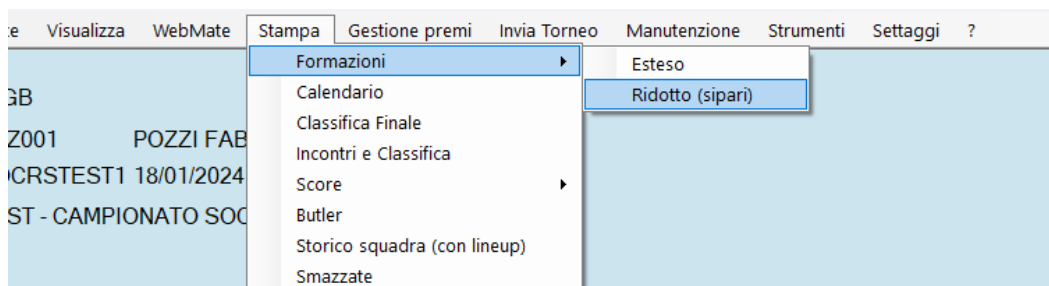 Visualizza WebMate Stampa Gestione premi Invia Torneo Manutenzione Strumenti Settaggi ?
Formazioni
Esteso
Ridotto (sipari)
Calendario
Classifica Finale
Incontri e Classifica
Score
Butler
Storico squadra (con lineup)
Smazzate
GB
Z001 POZZI FAB
CRSTEST1 18/01/2024
ST - CAMPIONATO SOC